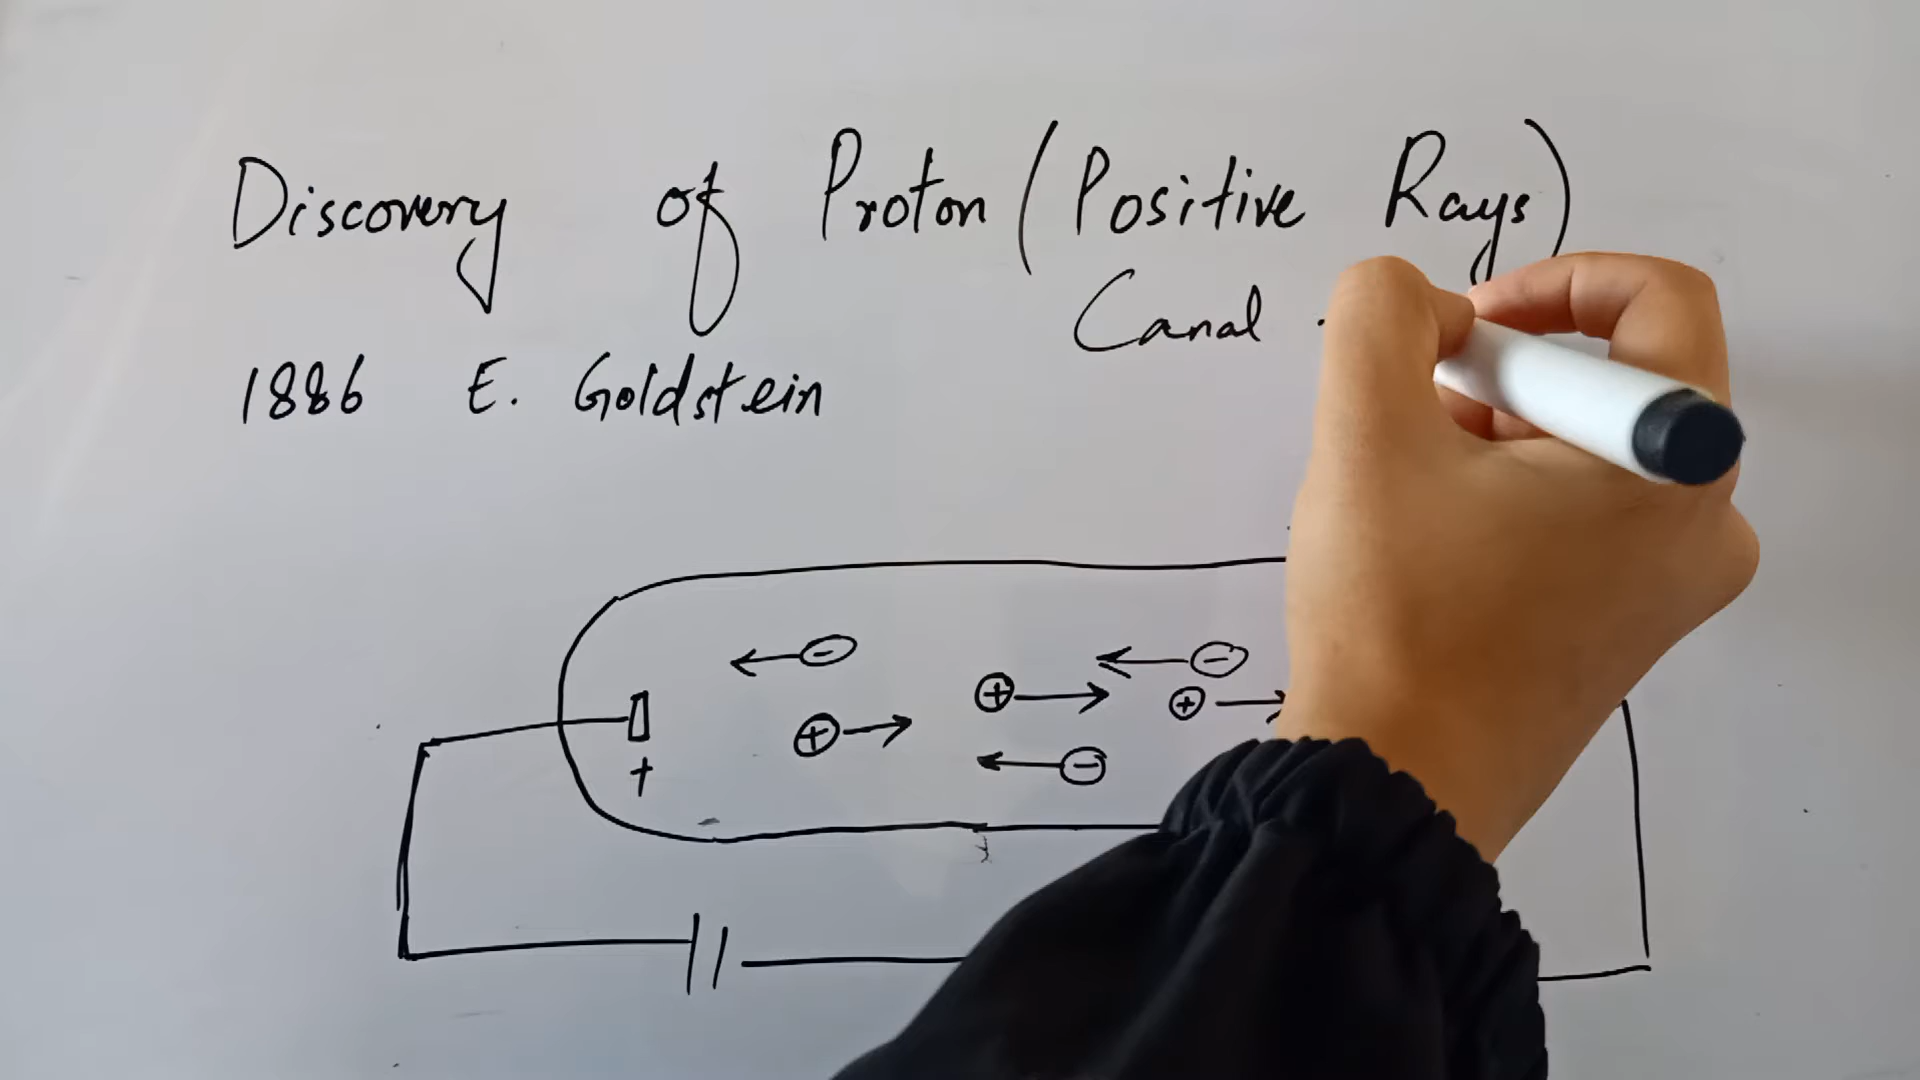 Discovery of Proton (Positive Rays)
Canal
1886 E. Goldstein
- -
+ +
+ -
+